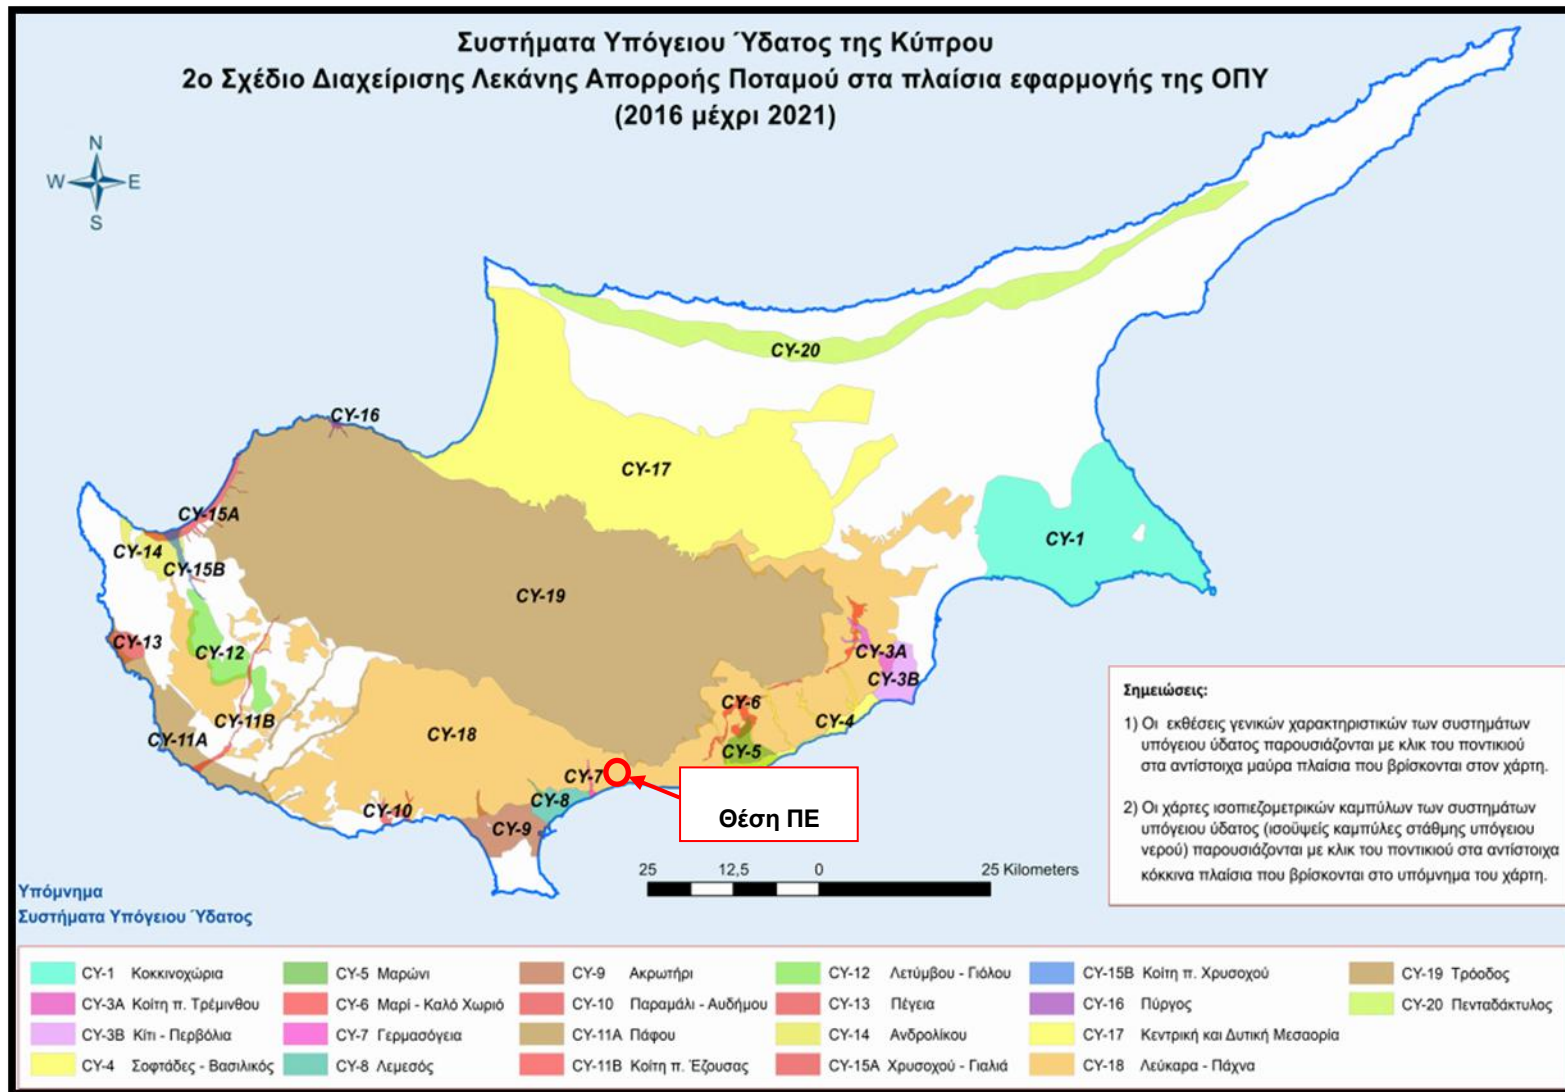 Συστήματα Υπόγειου Ύδατος της Κύπρου
2ο Σχέδιο Διαχείρισης Λεκάνης Απορροής Ποταμού στα πλαίσια εφαρμογής της ΟΠΥ
(2016 μέχρι 2021)
N
W E
S
CY-20
CY-16
CY-17
CY-15A
CY-1
CY-14
CY-15B
CY-19
CY-13
CY-12
CY-3A
CY-3B
CY-6
CY-11B
CY-4
CY-11A
CY-18
CY-5
CY-7
CY-8
CY-10
CY-9
Θέση ΠΕ
Σημειώσεις:
1) Οι εκθέσεις γενικών χαρακτηριστικών των συστημάτων
υπόγειου ύδατος παρουσιάζονται με κλικ του ποντικιού
στα αντίστοιχα μαύρα πλαίσια που βρίσκονται στον χάρτη.
2) Οι χάρτες ισοπιεζομετρικών καμπύλων των συστημάτων
υπόγειου ύδατος (ισοϋψείς καμπύλες στάθμης υπόγειου
νερού) παρουσιάζονται με κλικ του ποντικιού στα αντίστοιχα
κόκκινα πλαίσια που βρίσκονται στο υπόμνημα του χάρτη.
25 12,5 0 25 Kilometers
Υπόμνημα
Συστήματα Υπόγειου Ύδατος
CY-1 Κοκκινοχώρια
CY-3A Κοίτη π. Τρέμινθου
CY-3B Κίτι - Περβόλια
CY-4 Σοφτάδες - Βασιλικός
CY-5 Μαρώνι
CY-6 Μαρί - Καλό Χωριό
CY-7 Γερμασόγεια
CY-8 Λεμεσός
CY-9 Ακρωτήρι
CY-10 Παραμάλι - Αυδήμου
CY-11A Πάφου
CY-11B Κοίτη π. Έζουσας
CY-12 Λετύμβου - Γιόλου
CY-13 Πέγεια
CY-14 Ανδρολίκου
CY-15A Χρυσοχού - Γιαλιά
CY-15B Κοίτη π. Χρυσοχού
CY-16 Πύργος
CY-17 Κεντρική και Δυτική Μεσαορία
CY-18 Λεύκαρα - Πάχνα
CY-19 Τρόοδος
CY-20 Πενταδάκτυλος